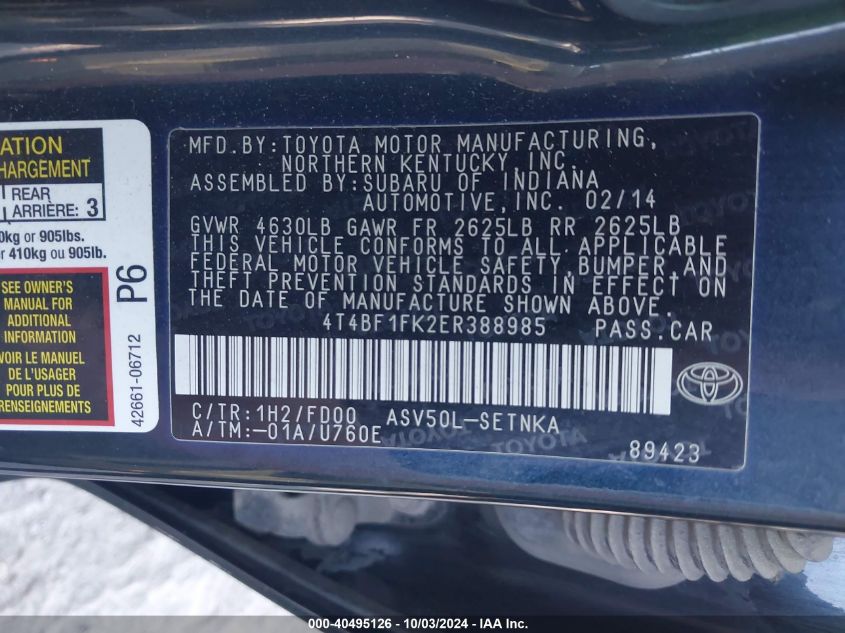 ATION
CHARGEMENT
REAR
ARRIÈRE: 3
kg or 905lbs.
410kg ou 905lb.
SEE OWNER'S
MANUAL FOR
ADDITIONAL
INFORMATION
VOIR LE MANUEL
DE L'USAGER
POUR PLUS DE
RENSEIGNEMENTS
P6
42661-06712
MFD.BY:TOYOTA MOTOR MANUFACTURING,
NORTHERN KENTUCKY, INC.
ASSEMBLED BY:SUBARU OF INDIANA
AUTOMOTIVE,INC. 02/14
GVWR 4630LB GAWR FR 2625LB RR 2625LB
THIS VEHICLE CONFORMS TO ALL APPLICABLE
FEDERAL MOTOR VEHICLE SAFETY,BUMPER,AND
THEFT PREVENTION STANDARDS IN EFFECT ON
THE DATE OF MANUFACTURE SHOWN ABOVE.
4T4BF1FK2ER388985 PASS.CAR
C/TR:1H2/FD00 ASV50L-SETNKA
A/TM:-01A/U760E
89423
000-40495126 - 10/03/2024 - IAA Inc.